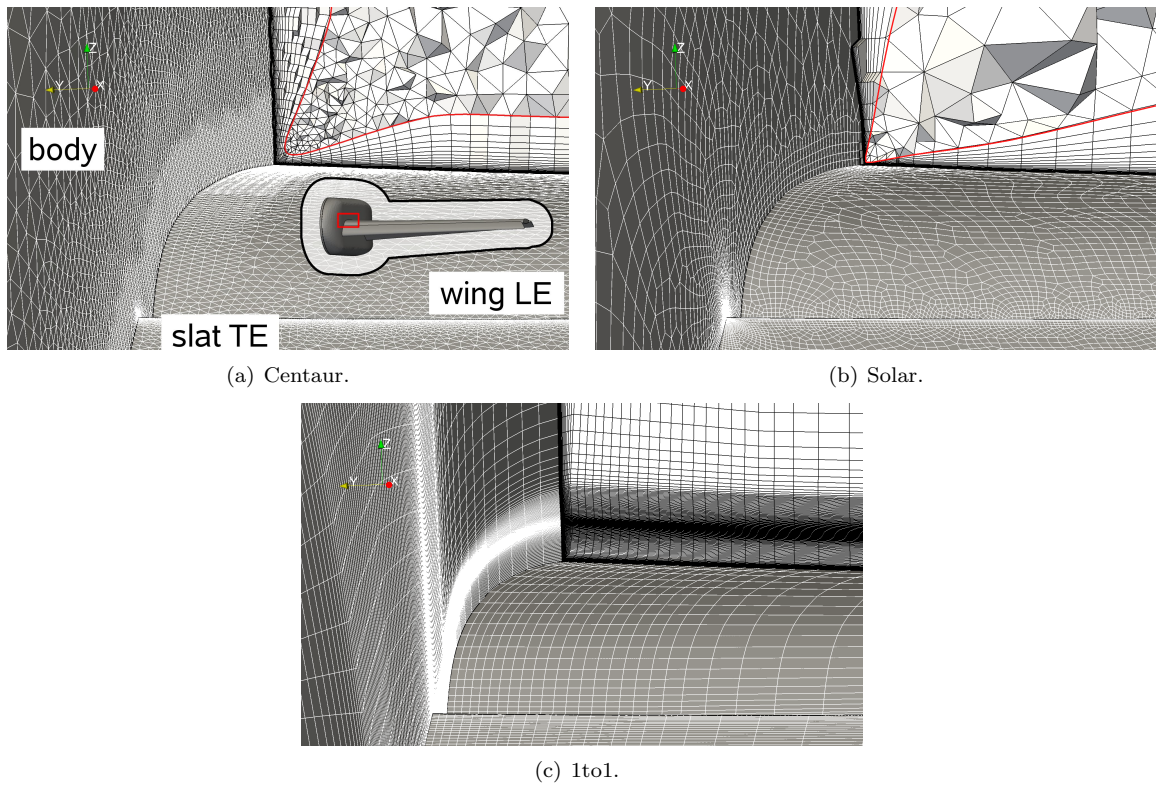 Z
Y
X
body
wing LE
slat TE
Z
Y
X
(a) Centaur.
(b) Solar.
Z
Y
X
(c) 1to1.